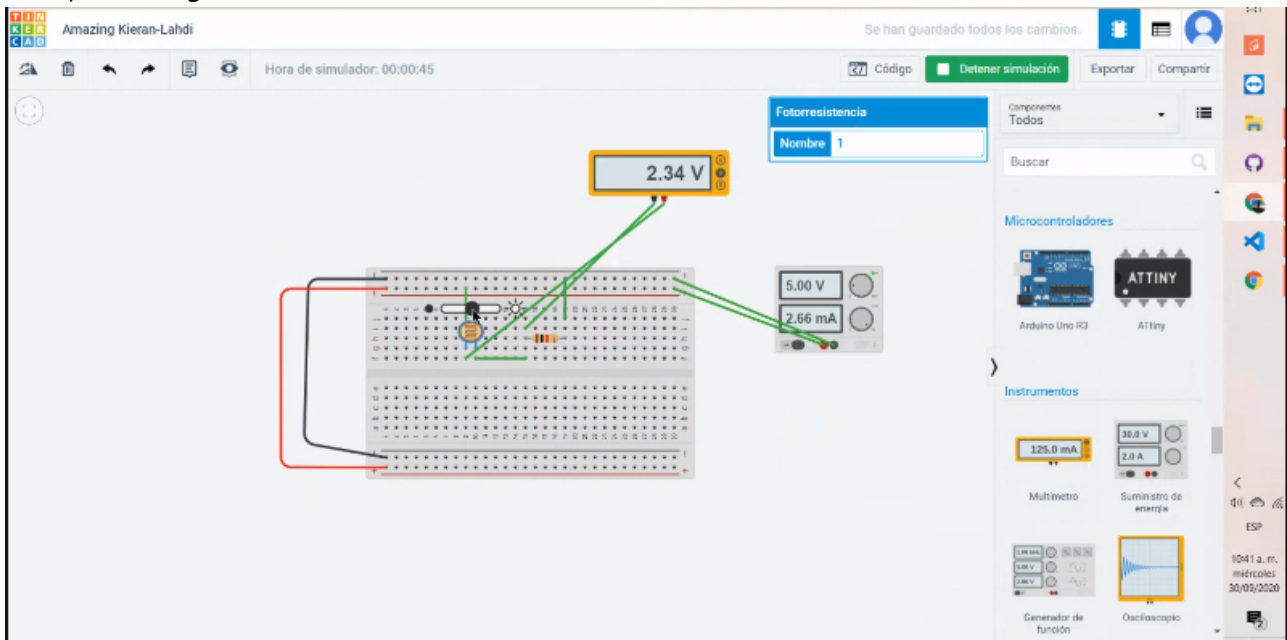 TIN
KER
CAD
Amazing Kieran-Lahdi
Se han guardado todos los cambios.
Hora de simulador: 00:00:45
Código
Detener simulación
Exportar
Compartir
Fotorresistencia
Nombre 1
Componentes
Todos
Buscar
2.34 V
5.00 V
2.66 mA
Microcontroladores
ATTINY
Arduino Uno R3
ATtiny
Instrumentos
125.0 mA
30.0 V
2.0 A
Multímetro
Suministro de
energía
Generador de
función
Osciloscopio
ESP
10:41 a. m.
miércoles
30/09/2020
2